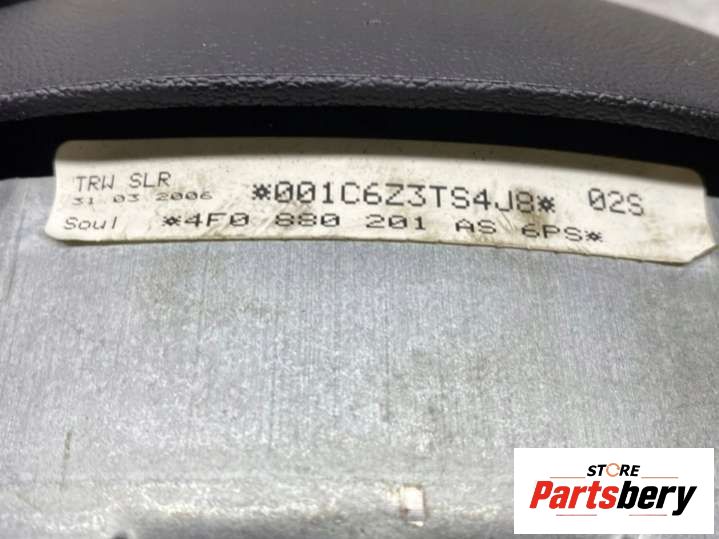 TRW SLR
31.03.2006
*001C6Z3TS4J8* 02S
Soul *4F0 880 201 AS 6PS*
STORE
Partsbery